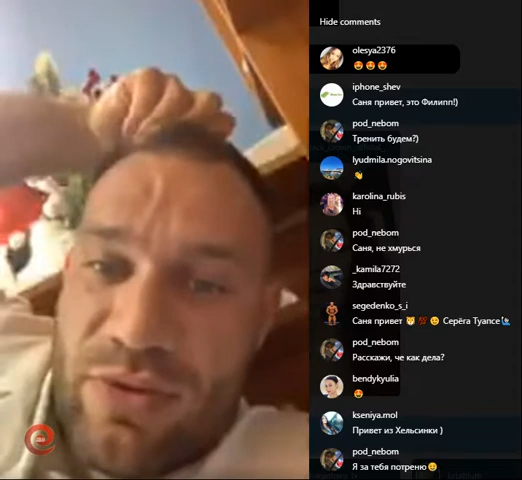 Hide comments
olesya2376
😍😍😍
iphone_shev
Саня привет, это Филипп!)
pod_nebom
Тренить будем?)
lyudmila.nogovitsina
👋
karolina_rubis
Hi
pod_nebom
Саня, не хмурься
_kamila7272
Здравствуйте
segedenko_s_i
Саня привет 😽 💯 🙂 Серёга Туапсе🌊
pod_nebom
Расскажи, че как дела?
bendykyulia
😍
kseniya.mol
Привет из Хельсинки )
pod_nebom
Я за тебя потреню😀